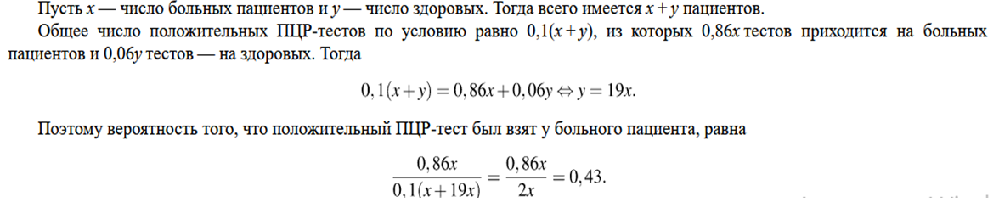 Пусть x — число больных пациентов и y — число здоровых. Тогда всего имеется x + y пациентов.
Общее число положительных ПЦР-тестов по условию равно 0,1(x + y), из которых 0,86x тестов приходится на больных
пациентов и 0,06y тестов — на здоровых. Тогда
0,1(x + y) = 0,86x + 0,06y ⇔ y = 19x.
Поэтому вероятность того, что положительный ПЦР-тест был взят у больного пациента, равна
0,86x / 0,1(x + 19x) = 0,86x / 2x = 0,43.